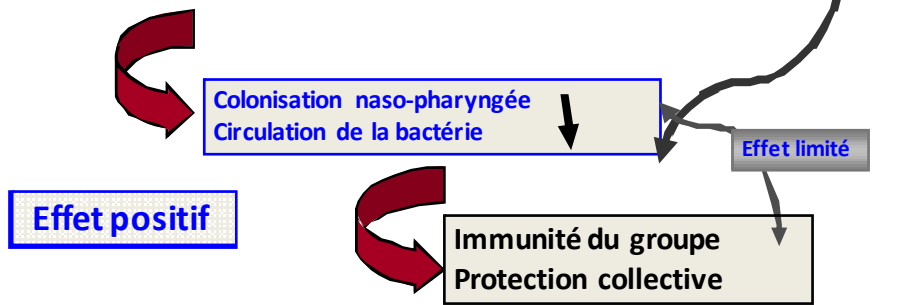 Colonisation naso-pharyngée
Circulation de la bactérie
Effet limité
Effet positif
Immunité du groupe
Protection collective